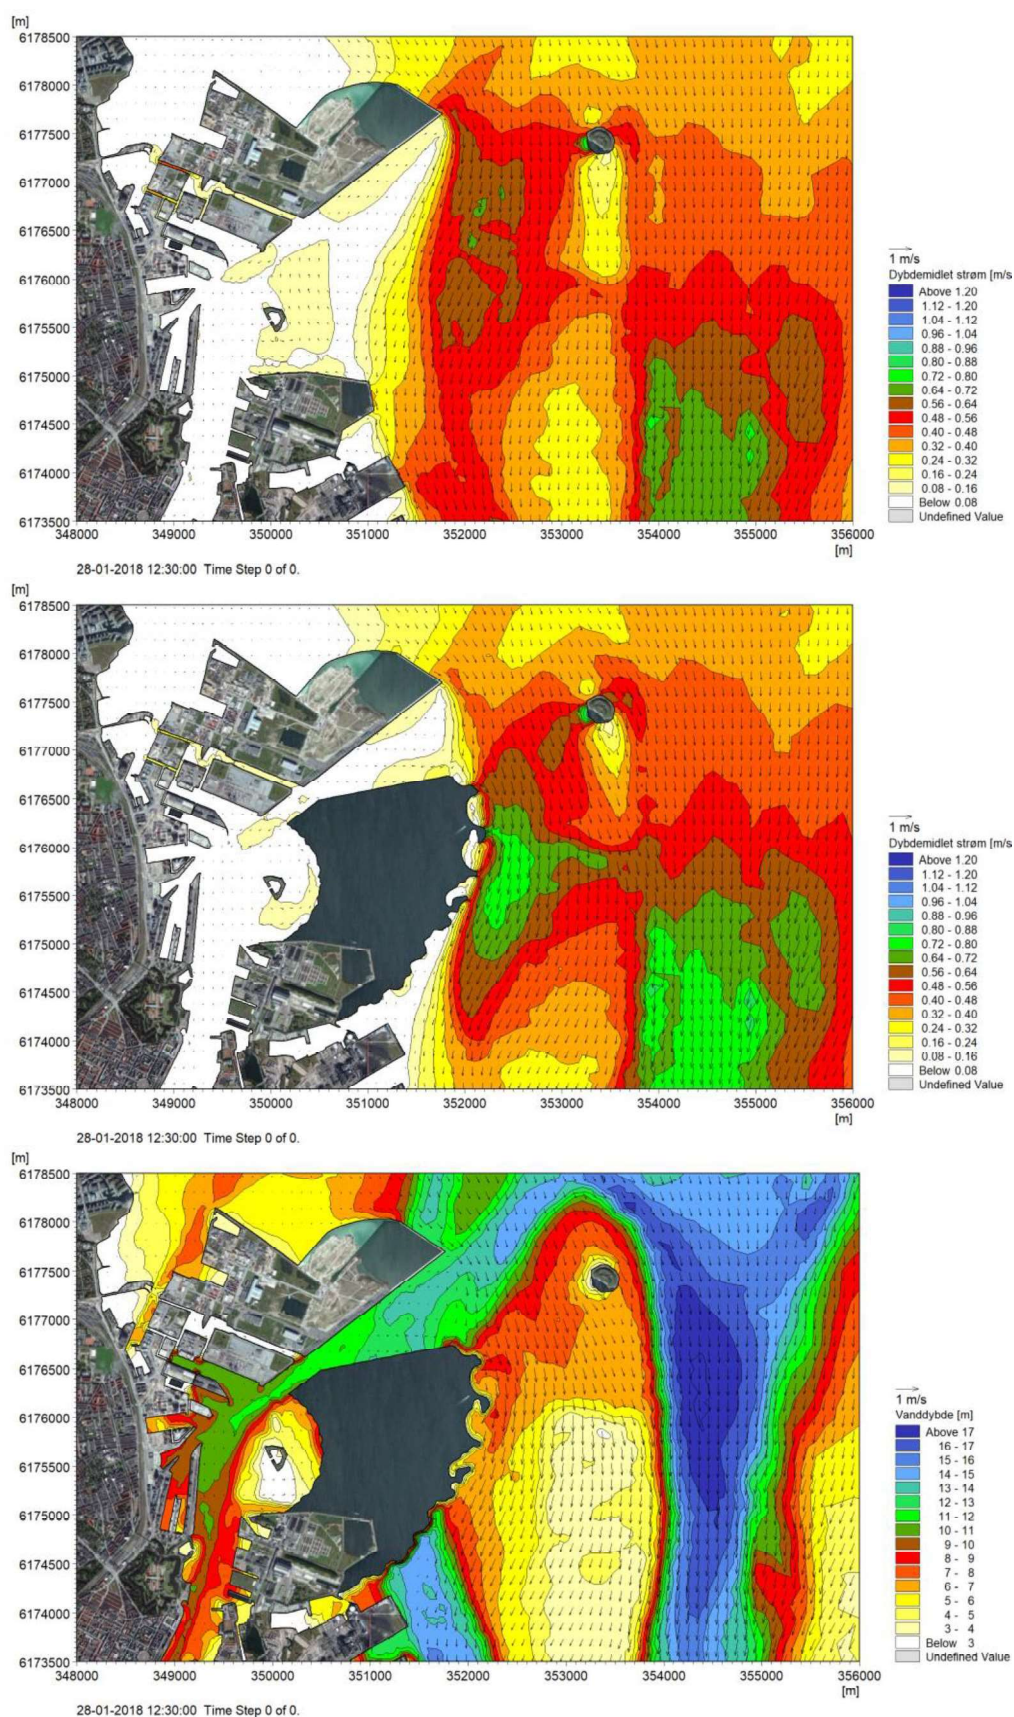 [m]
6178500
6178000
6177500
6177000
6176500
6176000
6175500
6175000
6174500
6174000
6173500
348000 349000 350000 351000 352000 353000 354000 355000 356000
[m]
28-01-2018 12:30:00 Time Step 0 of 0.
1 m/s
Dybdemidlet strøm [m/s
Above 1.20
1.12 - 1.20
1.04 - 1.12
0.96 - 1.04
0.88 - 0.96
0.80 - 0.88
0.72 - 0.80
0.64 - 0.72
0.56 - 0.64
0.48 - 0.56
0.40 - 0.48
0.32 - 0.40
0.24 - 0.32
0.16 - 0.24
0.08 - 0.16
Below 0.08
Undefined Value
[m]
6178500
6178000
6177500
6177000
6176500
6176000
6175500
6175000
6174500
6174000
6173500
348000 349000 350000 351000 352000 353000 354000 355000 356000
[m]
28-01-2018 12:30:00 Time Step 0 of 0.
1 m/s
Dybdemidlet strøm [m/s
Above 1.20
1.12 - 1.20
1.04 - 1.12
0.96 - 1.04
0.88 - 0.96
0.80 - 0.88
0.72 - 0.80
0.64 - 0.72
0.56 - 0.64
0.48 - 0.56
0.40 - 0.48
0.32 - 0.40
0.24 - 0.32
0.16 - 0.24
0.08 - 0.16
Below 0.08
Undefined Value
[m]
6178500
6178000
6177500
6177000
6176500
6176000
6175500
6175000
6174500
6174000
6173500
348000 349000 350000 351000 352000 353000 354000 355000 356000
[m]
28-01-2018 12:30:00 Time Step 0 of 0.
1 m/s
Vanddybde [m]
Above 17
16 - 17
15 - 16
14 - 15
13 - 14
12 - 13
11 - 12
10 - 11
9 - 10
8 - 9
7 - 8
6 - 7
5 - 6
4 - 5
3 - 4
Below 3
Undefined Value